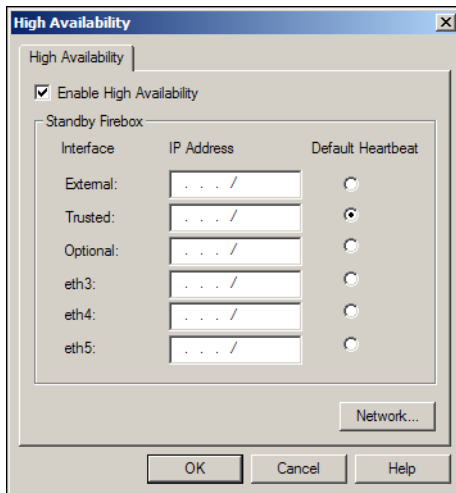 High Availability
High Availability
Enable High Availability
Standby Firebox
Interface IP Address Default Heartbeat
External: . . . /
Trusted: . . . /
Optional: . . . /
eth3: . . . /
eth4: . . . /
eth5: . . . /
Network...
OK Cancel Help